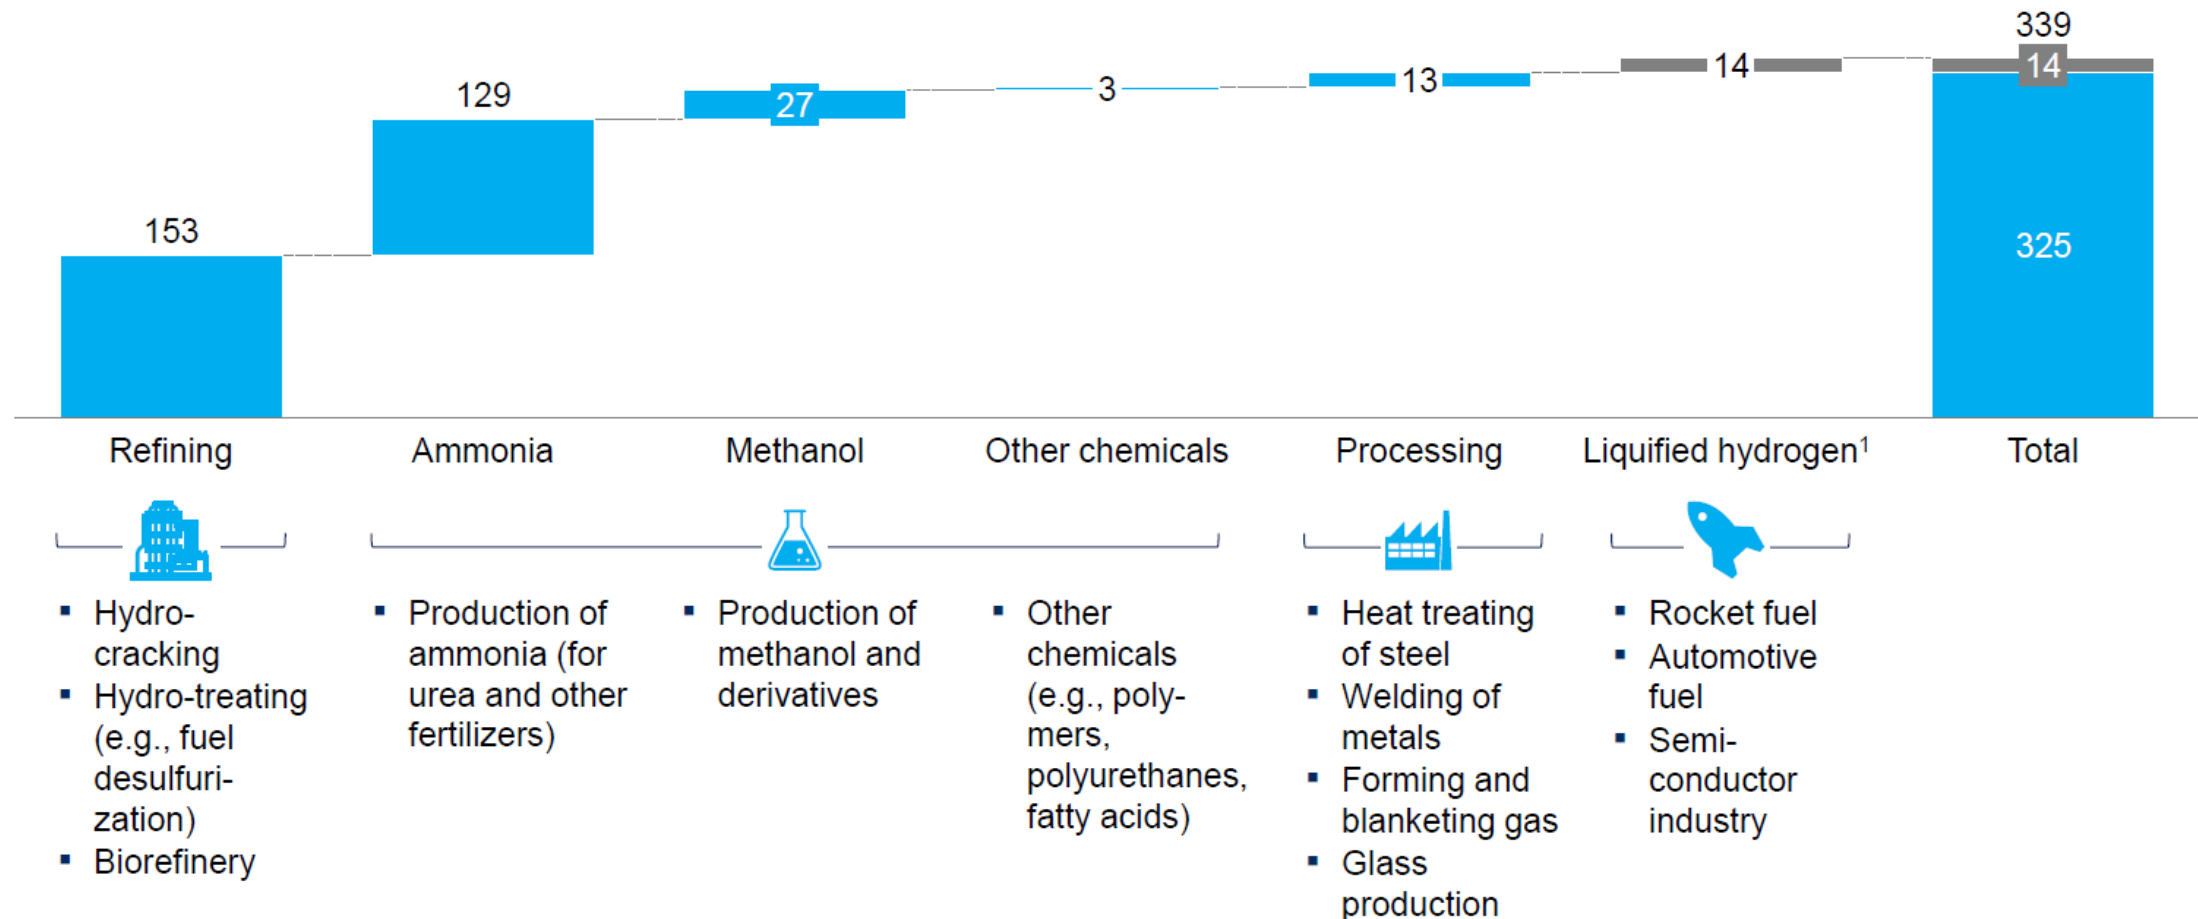 339
14
14
13
3
27
129
153
325
Refining
Ammonia
Methanol
Other chemicals
Processing
Liquified hydrogen¹
Total
▪ Hydro-
cracking
▪ Hydro-treating
(e.g., fuel
desulfuri-
zation)
▪ Biorefinery
▪ Production of
ammonia (for
urea and other
fertilizers)
▪ Production of
methanol and
derivatives
▪ Other
chemicals
(e.g., poly-
mers,
polyurethanes,
fatty acids)
▪ Heat treating
of steel
▪ Welding of
metals
▪ Forming and
blanketing gas
▪ Glass
production
▪ Rocket fuel
▪ Automotive
fuel
▪ Semi-
conductor
industry